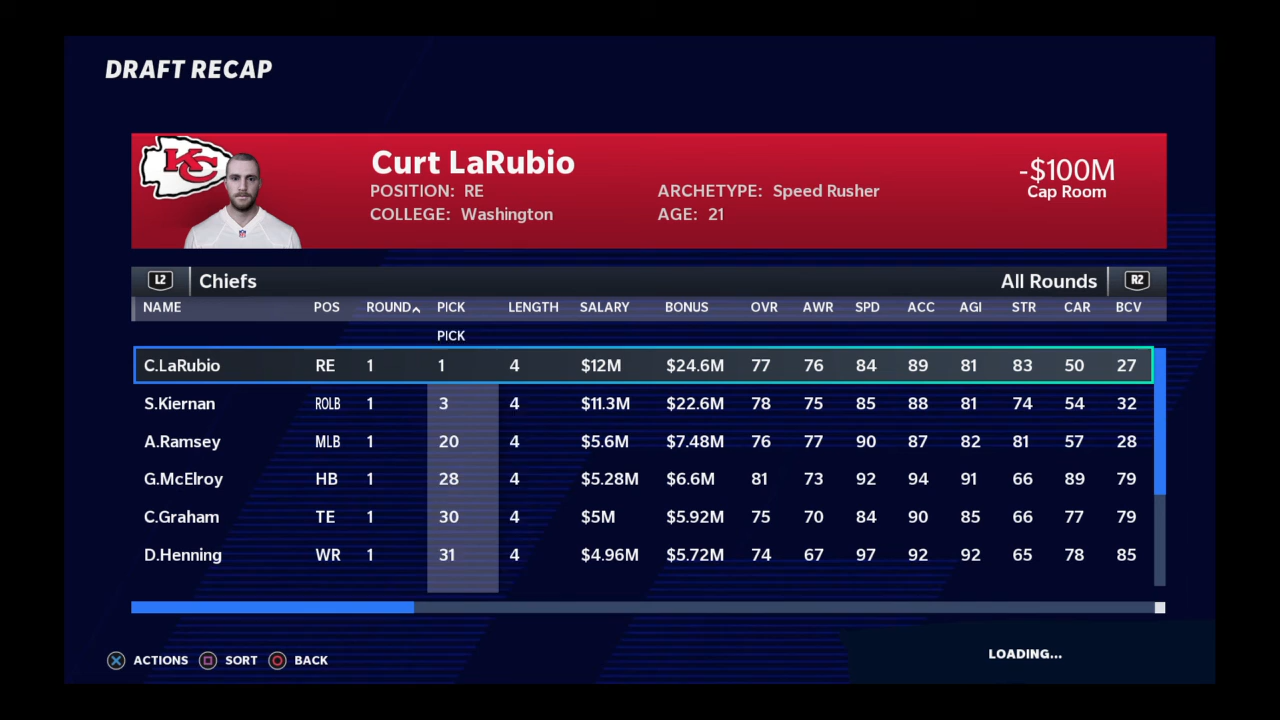 DRAFT RECAP
KC
Curt LaRubio
POSITION: RE
COLLEGE: Washington
ARCHETYPE: Speed Rusher
AGE: 21
-$100M
Cap Room
L2 Chiefs All Rounds R2
NAME POS ROUND PICK LENGTH SALARY BONUS OVR AWR SPD ACC AGI STR CAR BCV
PICK
C.LaRubio RE 1 1 4 $12M $24.6M 77 76 84 89 81 83 50 27
S.Kiernan ROLB 1 3 4 $11.3M $22.6M 78 75 85 88 81 74 54 32
A.Ramsey MLB 1 20 4 $5.6M $7.48M 76 77 90 87 82 81 57 28
G.McElroy HB 1 28 4 $5.28M $6.6M 81 73 92 94 91 66 89 79
C.Graham TE 1 30 4 $5M $5.92M 75 70 84 90 85 66 77 79
D.Henning WR 1 31 4 $4.96M $5.72M 74 67 97 92 92 65 78 85
ACTIONS SORT BACK
LOADING...